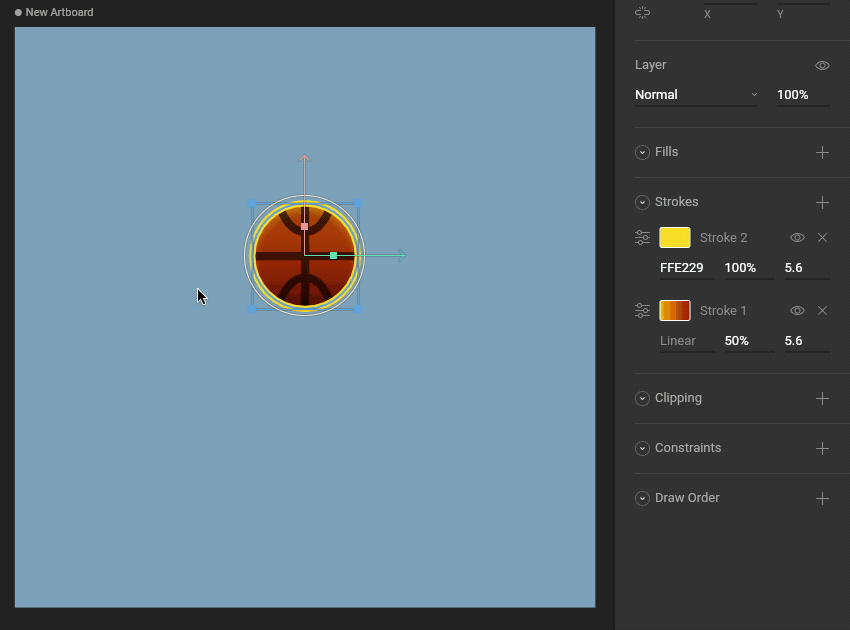 New Artboard
X Y
Layer
Normal 100%
Fills
Strokes
Stroke 2
FFE229 100% 5.6
Stroke 1
Linear 50% 5.6
Clipping
Constraints
Draw Order